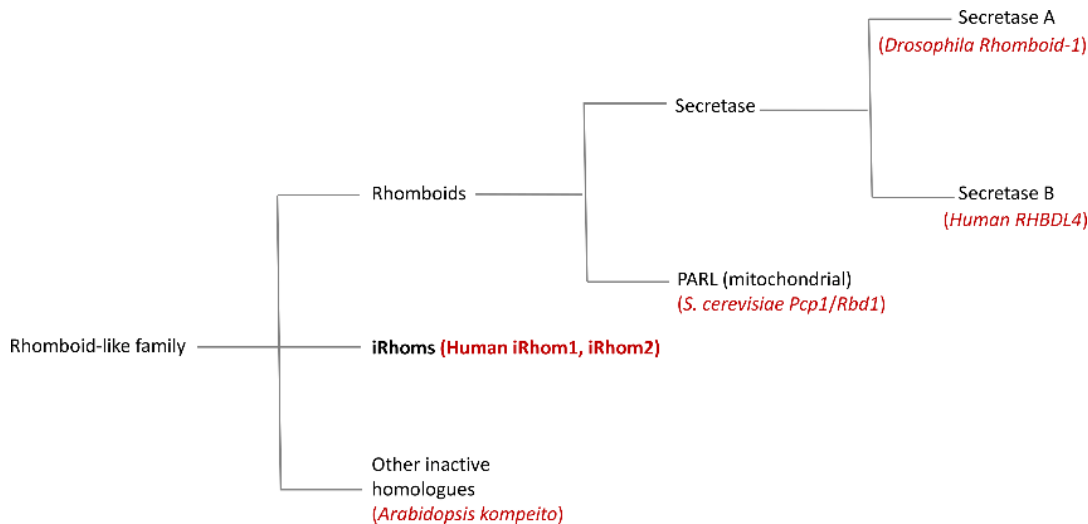 Secretase A
(Drosophila Rhomboid-1)
Secretase
Rhomboids
Secretase B
(Human RHBDL4)
PARL (mitochondrial)
(S. cerevisiae Pcp1/Rbd1)
Rhomboid-like family
iRhoms (Human iRhom1, iRhom2)
Other inactive
homologues
(Arabidopsis kompeito)